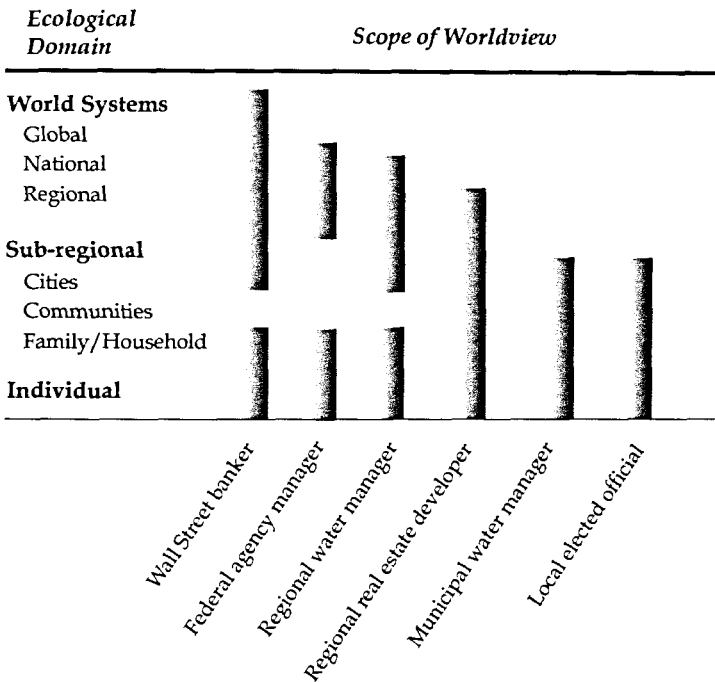 Ecological
Domain
Scope of Worldview
World Systems
Global
National
Regional
Sub-regional
Cities
Communities
Family/Household
Individual
Wall Street banker
Federal agency manager
Regional water manager
Regional real estate developer
Municipal water manager
Local elected official